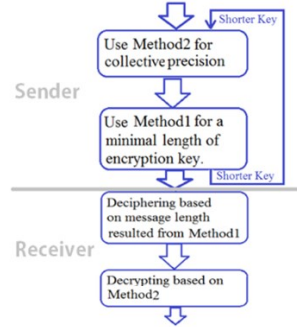 Shorter Key
Use Method2 for
collective precision
Sender
Use Method1 for a
minimal length of
encryption key.
Shorter Key
Deciphering based
on message length
resulted from Method1
Receiver
Decrypting based on
Method2